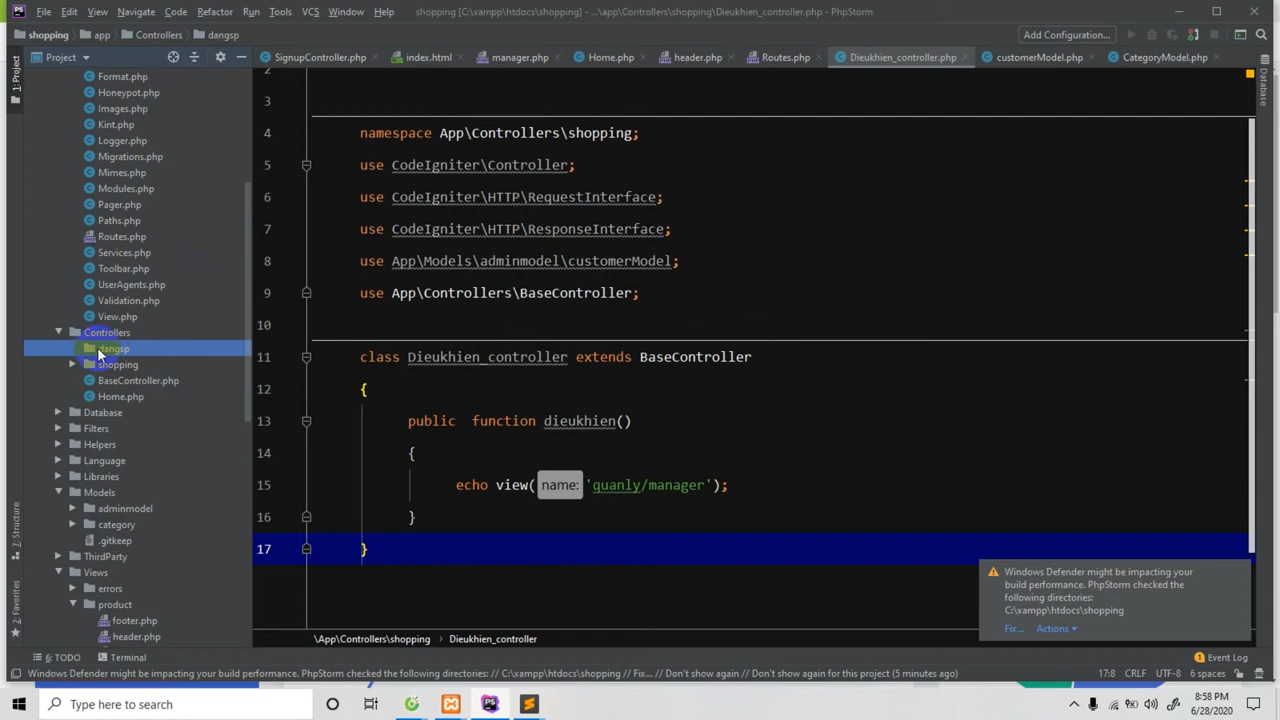 File Edit View Navigate Code Refactor Run Tools VCS Window Help shopping [C:\xampp\htdocs\shopping] - ...\app\Controllers\shopping\Dieukhien_controller.php - PhpStorm
shopping app Controllers dangsp Add Configuration...
Project SignupController.php index.html manager.php Home.php header.php Routes.php Dieukhien_controller.php customerModel.php CategoryModel.php
1: Project
7: Structure
2: Favorites
Database
Format.php
Honeypot.php
Images.php
Kint.php
Logger.php
Migrations.php
Mimes.php
Modules.php
Pager.php
Paths.php
Routes.php
Services.php
Toolbar.php
UserAgents.php
Validation.php
View.php
Controllers
dangsp
shopping
BaseController.php
Home.php
Database
Filters
Helpers
Language
Libraries
Models
adminmodel
category
.gitkeep
ThirdParty
Views
errors
product
footer.php
header.php
2
3
4 namespace App\Controllers\shopping;
5 use CodeIgniter\Controller;
6 use CodeIgniter\HTTP\RequestInterface;
7 use CodeIgniter\HTTP\ResponseInterface;
8 use App\Models\adminmodel\customerModel;
9 use App\Controllers\BaseController;
10
11 class Dieukhien_controller extends BaseController
12 {
13 public function dieukhien()
14 {
15 echo view( name: 'quanly/manager');
16 }
17 }
Windows Defender might be impacting your
build performance. PhpStorm checked the
following directories:
C:\xampp\htdocs\shopping
Fix... Actions
\App\Controllers\shopping Dieukhien_controller
6: TODO Terminal 1 Event Log
Windows Defender might be impacting your build performance. PhpStorm checked the following directories: // C:\xampp\htdocs\shopping // Fix... // Don't show again // Don't show again for this project (5 minutes ago) 17:8 CRLF UTF-8 6 spaces
Type here to search
8:58 PM
6/28/2020